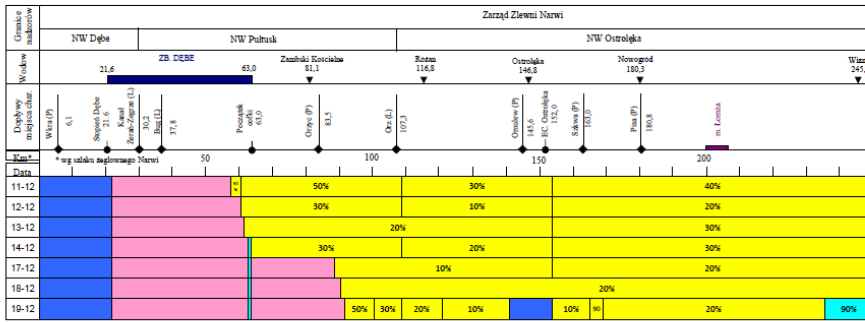 Granice nadzorów
Zarząd Zlewni Narwi
NW Dębe NW Pułtusk NW Ostrołęka
Wodow
21,6 ZB. DĘBE 63,0
Zambski Kościelne 81,1
Rożan 116,8
Ostrołęka 146,8
Nowogród 180,3
245,
Dopływy miejsca char.
Wkra (P) 6,1
Stopień Dębe 21.6
Kanał Żerań-Zegrze (L) 30,2
Bug (L) 37,8
Początek cofki 63,0
Orzyc (P) 83,5
Orz (L) 107,3
Omulew (P) 145,6
EC. Ostrołęka 152,0
Szkwa (P) 163,0
Pisa (P) 180,8
m. Łomża
Km* * wg szlaku żeglownego Narwi 50 100 150 200
Data
11-12 50% 30% 40%
12-12 30% 10% 20%
13-12 20% 30%
14-12 30% 20% 30%
17-12 10% 20%
18-12 20%
19-12 50% 30% 20% 10% 10% 90 20% 90%